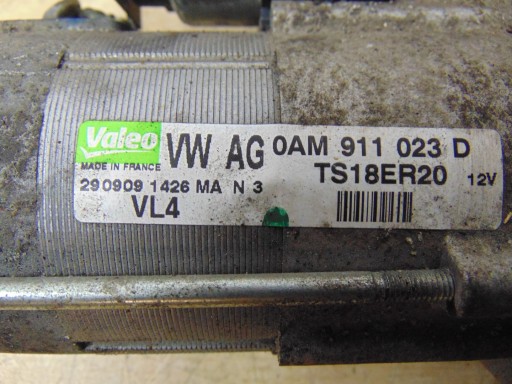 Valeo VW AG 0AM 911 023 D
MADE IN FRANCE TS18ER20 12V
290909 1426 MA N 3
VL4